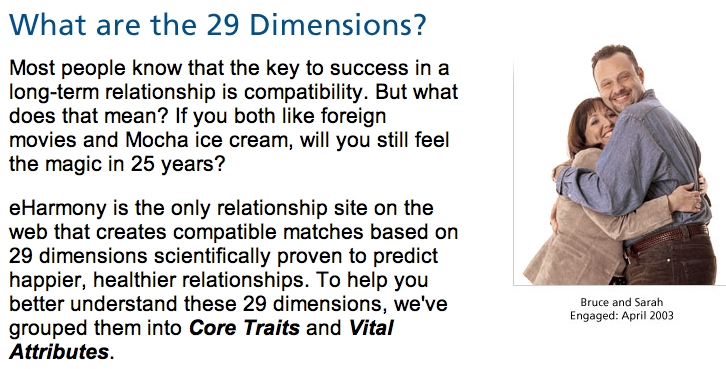 What are the 29 Dimensions?
Most people know that the key to success in a
long-term relationship is compatibility. But what
does that mean? If you both like foreign
movies and Mocha ice cream, will you still feel
the magic in 25 years?
eHarmony is the only relationship site on the
web that creates compatible matches based on
29 dimensions scientifically proven to predict
happier, healthier relationships. To help you
better understand these 29 dimensions, we've
grouped them into Core Traits and Vital
Attributes.
Bruce and Sarah
Engaged: April 2003